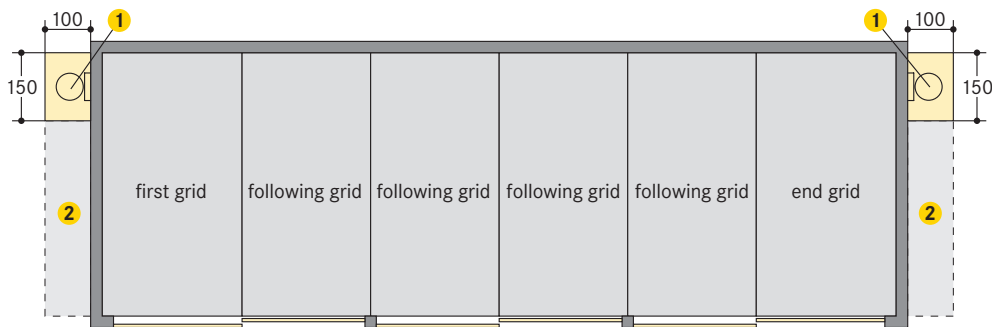 100 1 1 100
150 150
first grid following grid following grid following grid following grid end grid
2 2